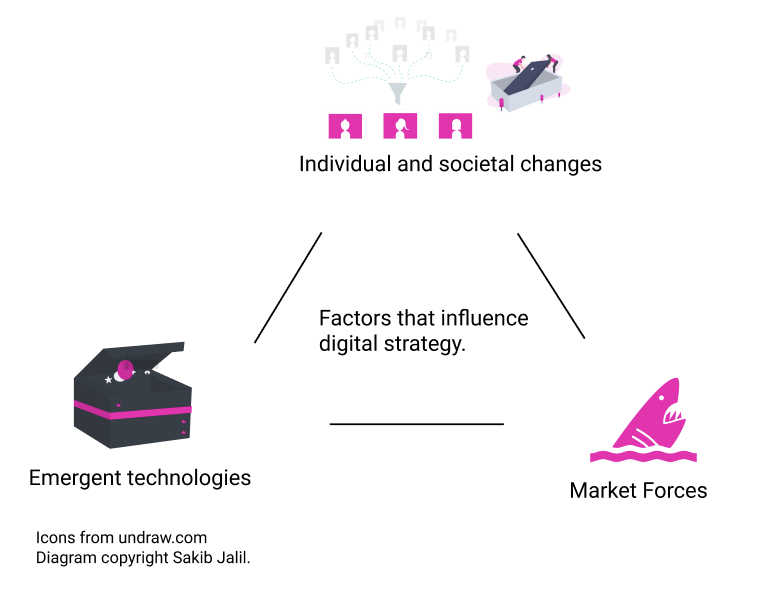 Individual and societal changes
Factors that influence
digital strategy.
Emergent technologies
Market Forces
Icons from undraw.com
Diagram copyright Sakib Jalil.